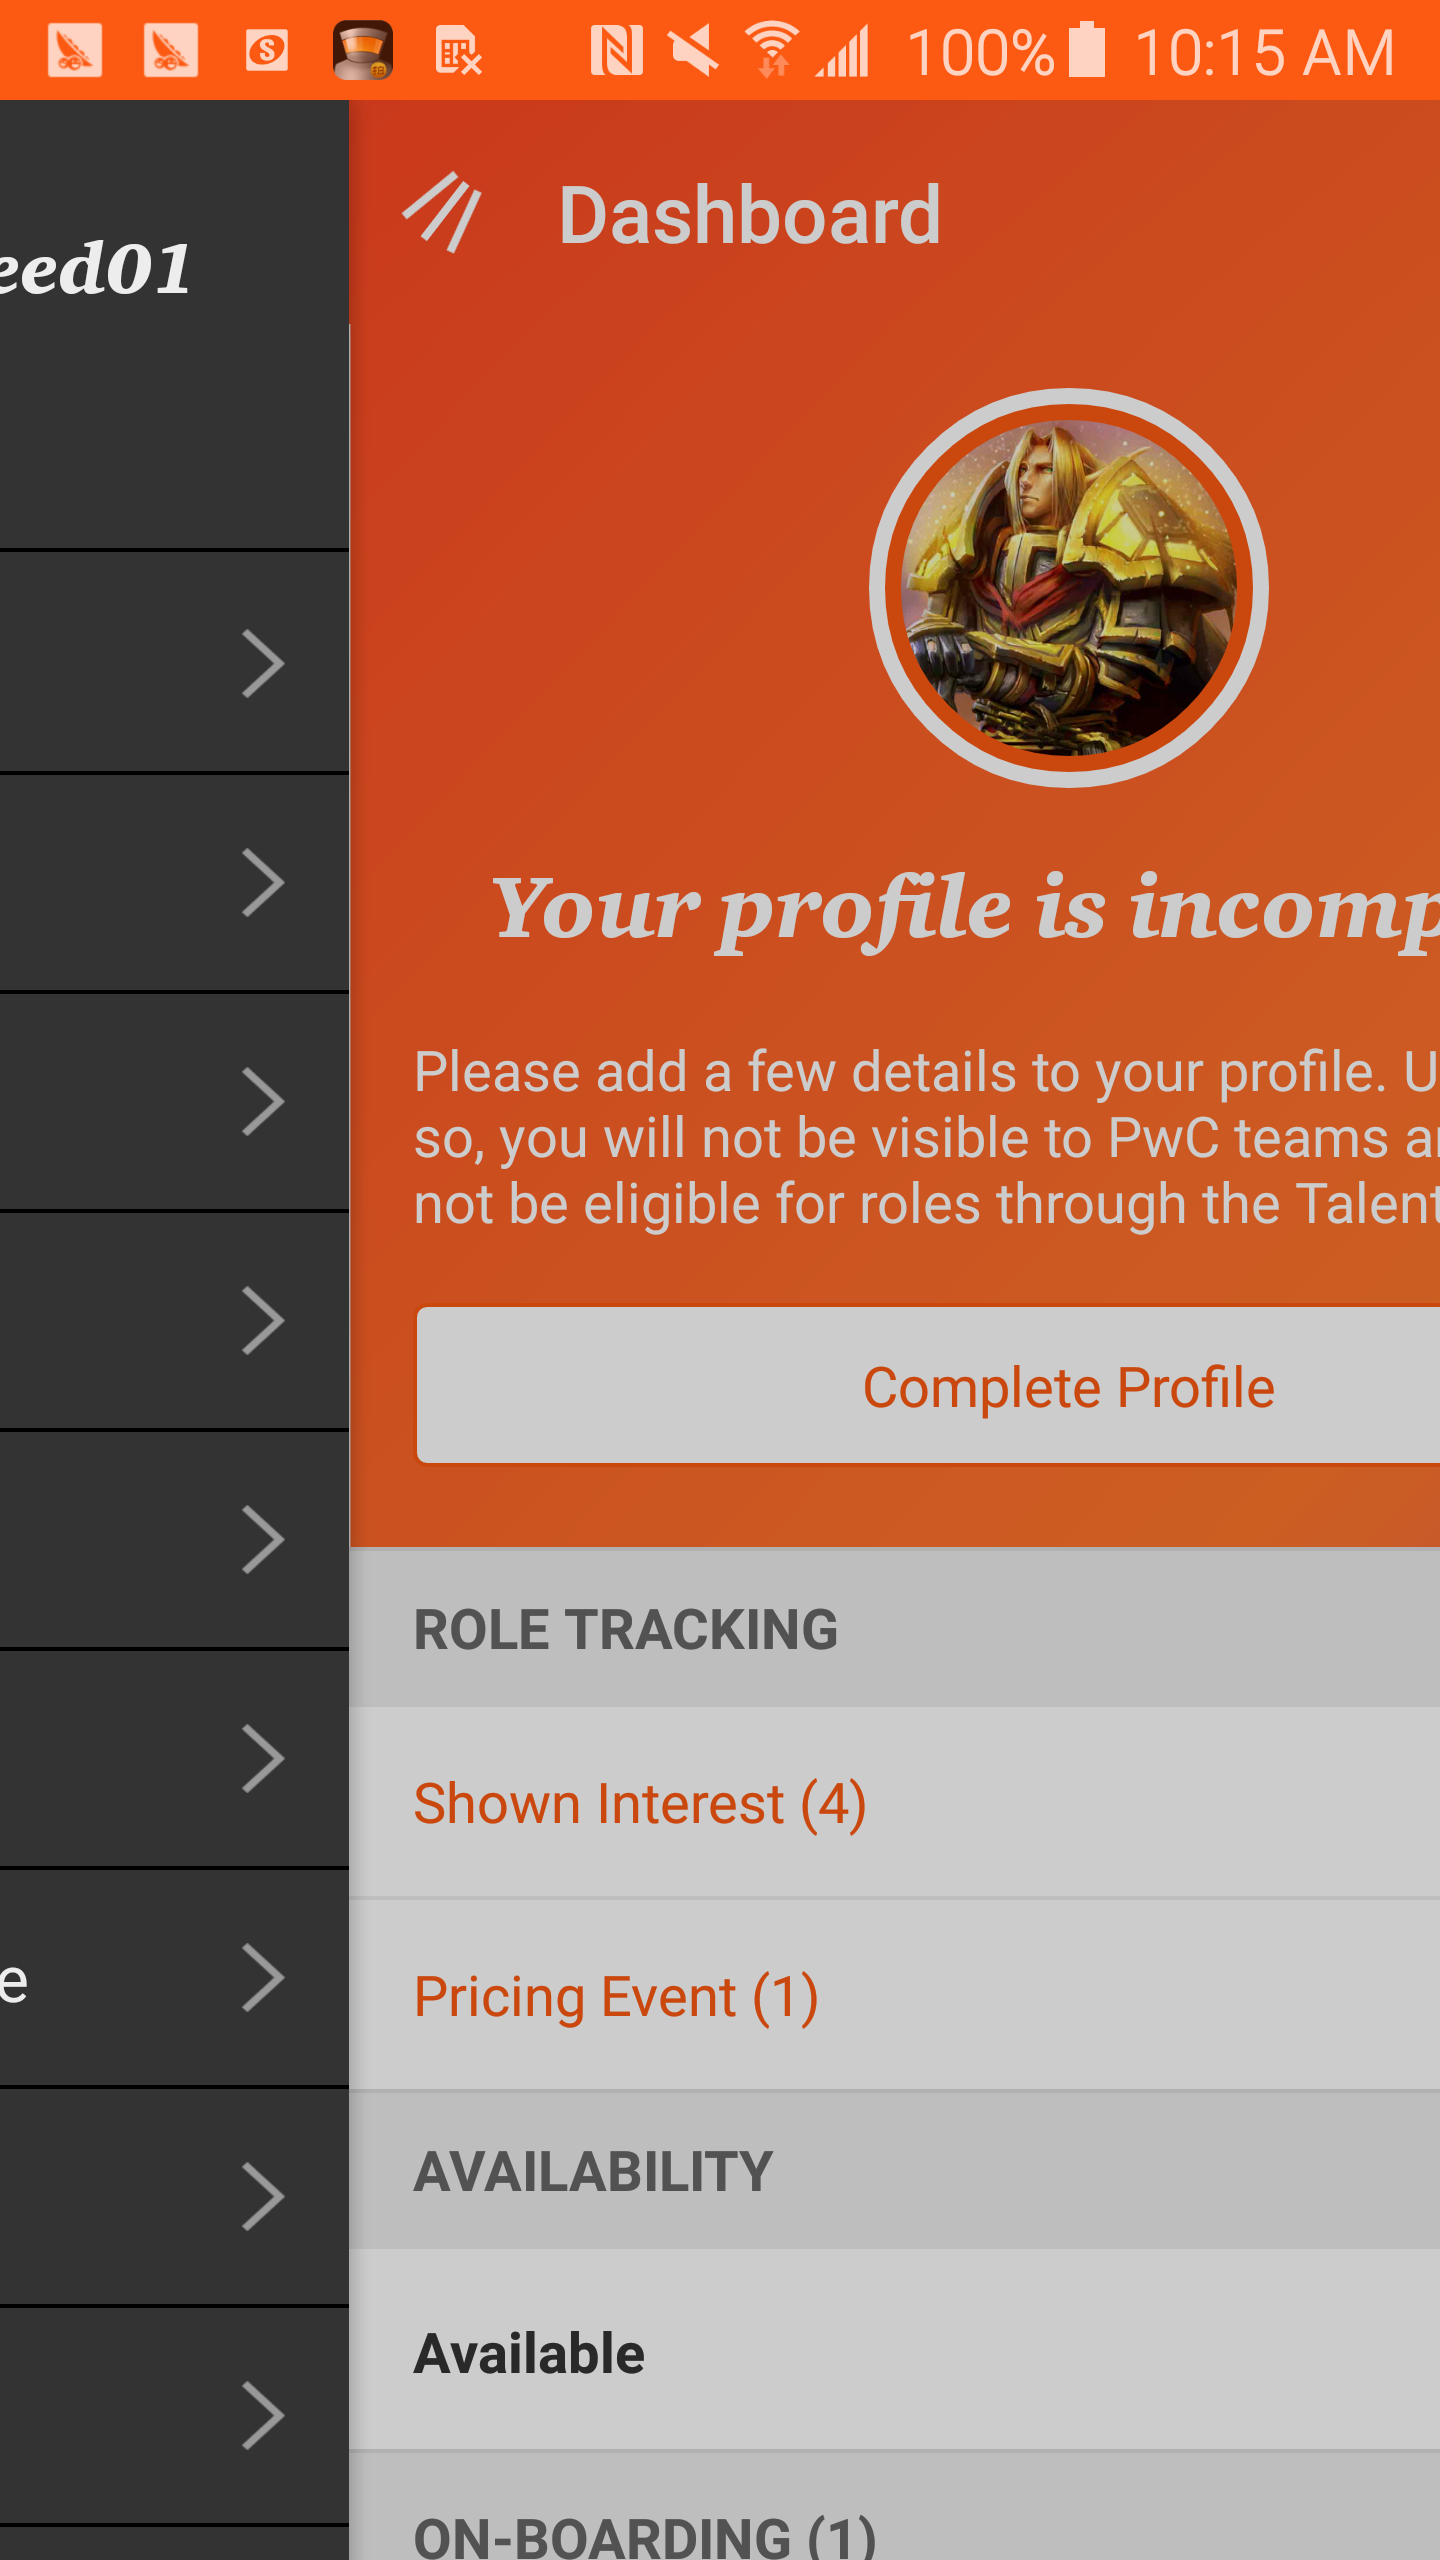 100% 10:15 AM
eed01
Dashboard
Your profile is incomp
Please add a few details to your profile. U
so, you will not be visible to PwC teams a
not be eligible for roles through the Talent
Complete Profile
ROLE TRACKING
Shown Interest (4)
Pricing Event (1)
e
AVAILABILITY
Available
ON-BOARDING (1)